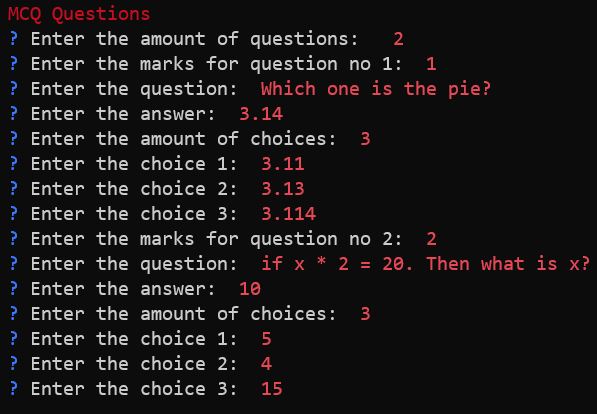 MCQ Questions
? Enter the amount of questions: 2
? Enter the marks for question no 1: 1
? Enter the question: Which one is the pie?
? Enter the answer: 3.14
? Enter the amount of choices: 3
? Enter the choice 1: 3.11
? Enter the choice 2: 3.13
? Enter the choice 3: 3.114
? Enter the marks for question no 2: 2
? Enter the question: if x * 2 = 20. Then what is x?
? Enter the answer: 10
? Enter the amount of choices: 3
? Enter the choice 1: 5
? Enter the choice 2: 4
? Enter the choice 3: 15